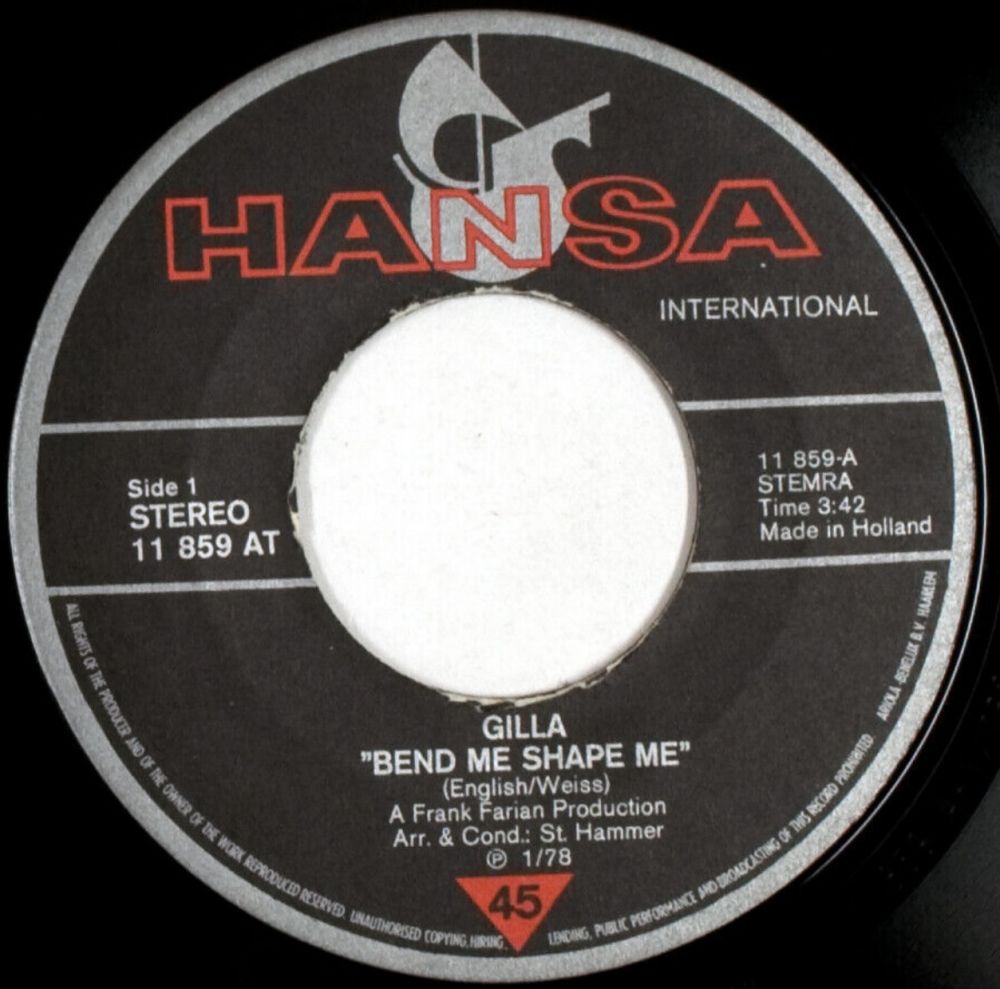 HANSA
INTERNATIONAL
Side 1
STEREO
11 859 AT
11 859-A
STEMRA
Time 3:42
Made in Holland
GILLA
"BEND ME SHAPE ME"
(English/Weiss)
A Frank Farian Production
Arr. & Cond.: St. Hammer
℗ 1/78
45
ALL RIGHTS OF THE PRODUCER AND OF THE OWNER OF THE WORK REPRODUCED RESERVED. UNAUTHORISED COPYING, HIRING, LENDING, PUBLIC PERFORMANCE AND BROADCASTING OF THIS RECORD PROHIBITED ARIOLA-BENELUX B.V. HAARLEM